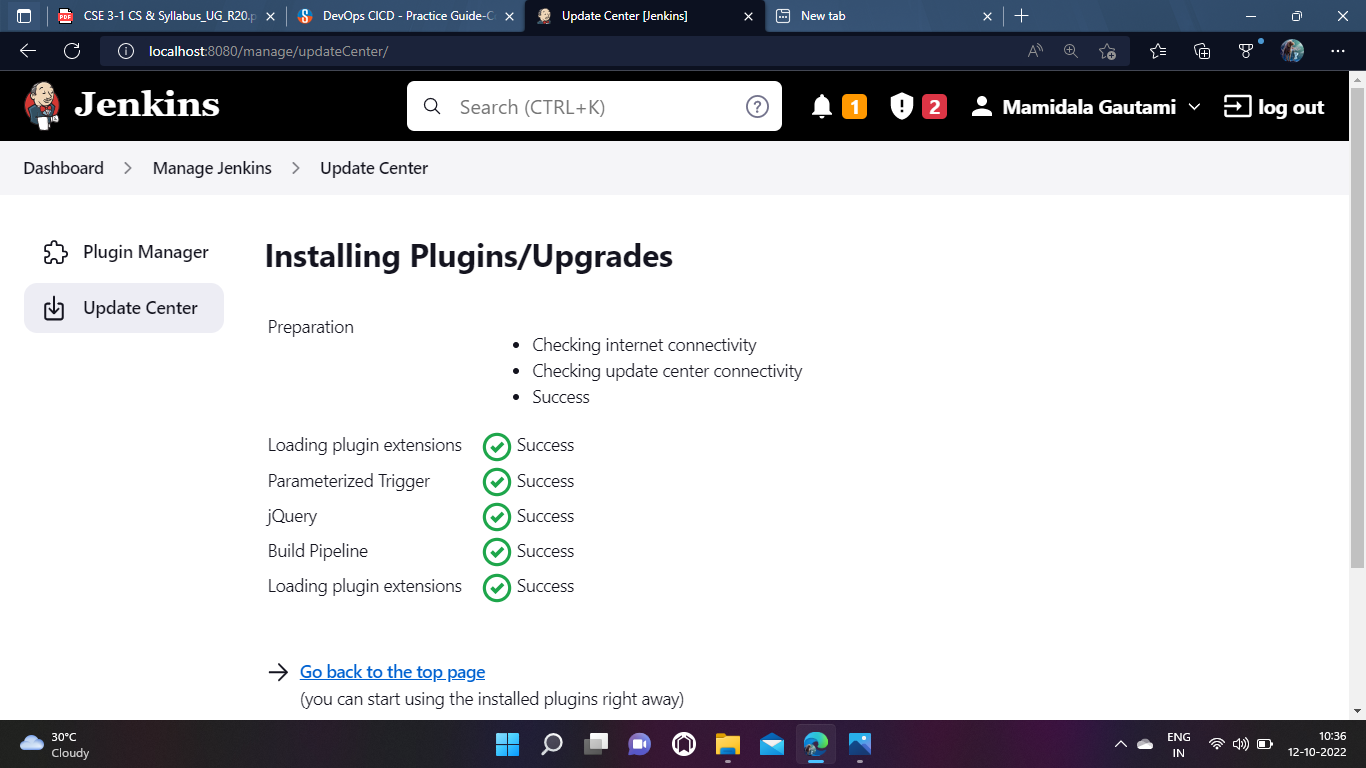 CSE 3-1 CS & Syllabus_UG_R20.p
DevOps CICD - Practice Guide-C
Update Center [Jenkins]
New tab
localhost:8080/manage/updateCenter/
Jenkins
Search (CTRL+K)
1
2
Mamidala Gautami
log out
Dashboard
Manage Jenkins
Update Center
Plugin Manager
Update Center
Installing Plugins/Upgrades
Preparation
• Checking internet connectivity
• Checking update center connectivity
• Success
Loading plugin extensions Success
Parameterized Trigger Success
jQuery Success
Build Pipeline Success
Loading plugin extensions Success
Go back to the top page
(you can start using the installed plugins right away)
30°C
Cloudy
ENG
IN
10:36
12-10-2022